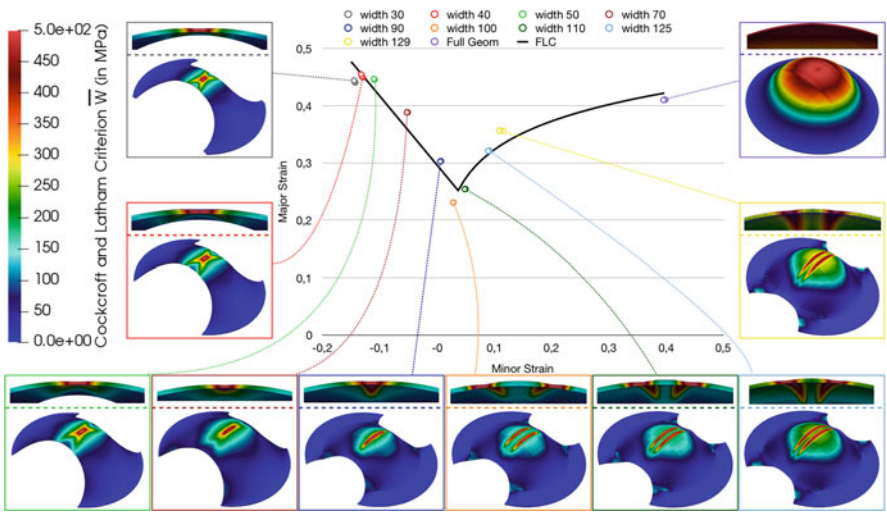 5.0e+02
450
400
350
300
250
200
150
100
50
0.0e+00
Cockcroft and Latham Criterion W̅ (in MPa)
width 30
width 40
width 50
width 70
width 90
width 100
width 110
width 125
width 129
Full Geom
FLC
0,5
0,4
0,3
0,2
0,1
0
Major Strain
-0,2
-0,1
-0
0,1
0,2
0,3
0,4
0,5
Minor Strain